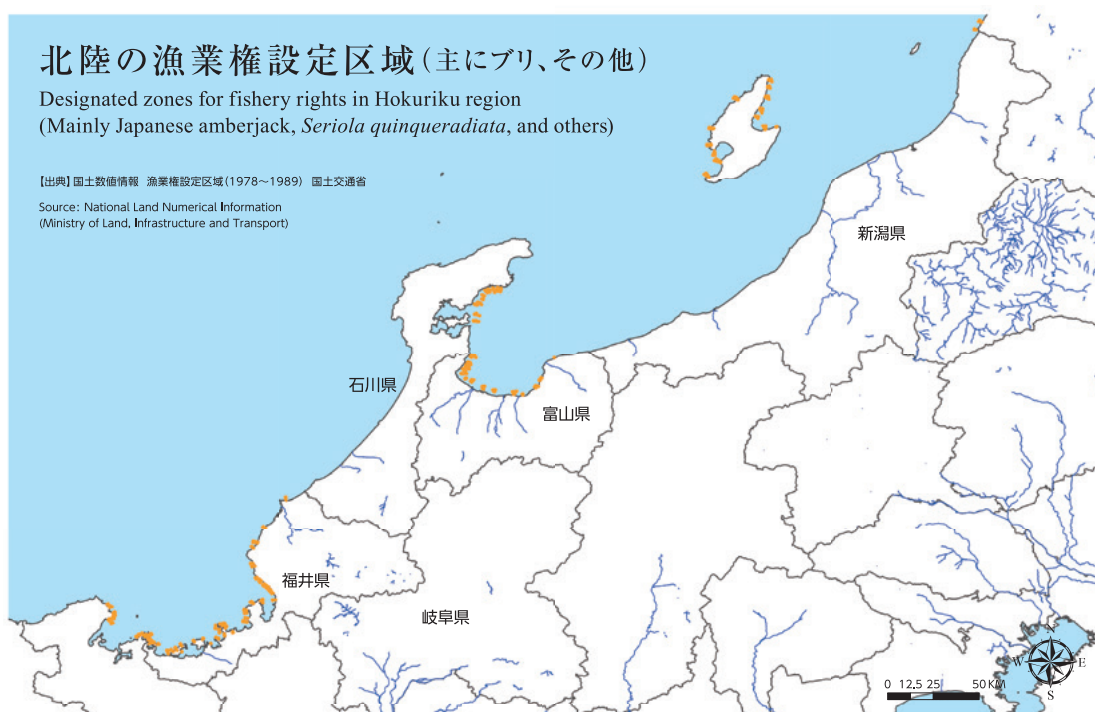 北陸の漁業権設定区域(主にブリ、その他)
Designated zones for fishery rights in Hokuriku region
(Mainly Japanese amberjack, Seriola quinqueradiata, and others)
【出典】国土数値情報 漁業権設定区域(1978〜1989) 国土交通省
Source: National Land Numerical Information
(Ministry of Land, Infrastructure and Transport)
新潟県
石川県
富山県
福井県
岐阜県
N
W E
S
0 12.5 25 50 KM